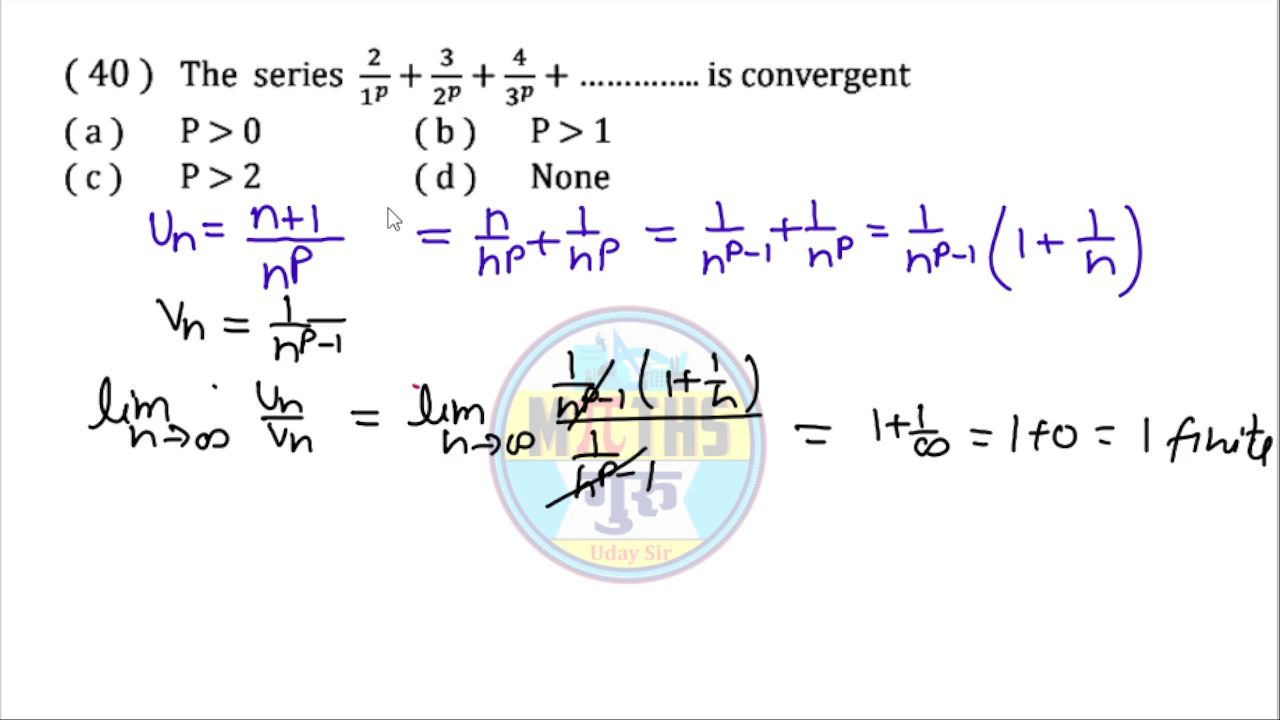 ( 40 ) The series 2/1^p + 3/2^p + 4/3^p + .............. is convergent
( a ) P > 0 ( b ) P > 1
( c ) P > 2 ( d ) None
Un = (n+1)/n^p = n/n^p + 1/n^p = 1/n^(p-1) + 1/n^p = 1/n^(p-1) (1 + 1/n)
Vn = 1/n^(p-1)
lim n→∞ Un/Vn = lim n→∞ (1/n^(p-1) (1 + 1/n)) / (1/n^(p-1)) = 1 + 1/∞ = 1 + 0 = 1 finite
MπTHS
गुरु
Uday Sir